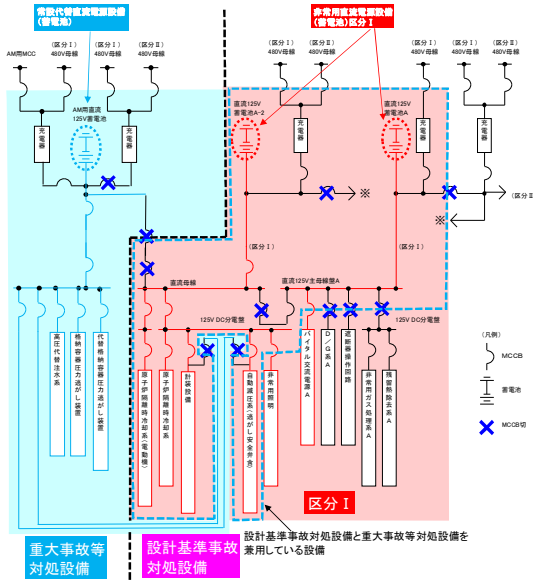 常設代替直流電源設備
(蓄電池)
非常用直流電源設備
(蓄電池)区分Ⅰ
(区分Ⅰ)
480V母線
(区分Ⅱ)
480V母線
AM用MCC
(区分Ⅰ)
480V母線
(区分Ⅱ)
480V母線
(区分Ⅰ)
480V母線
(区分Ⅰ)
480V母線
(区分Ⅱ)
480V母線
AM用直流
125V蓄電池
直流125V
蓄電池A-2
直流125V
蓄電池A
充電器
充電器
充電器
充電器
充電器
※
※
(区分Ⅱ
(区分Ⅰ)
(区分Ⅰ)
直流母線
直流125V主母線盤A
125V DC分電盤
125V DC分電盤
高圧代替注水系
格納容器圧力逃がし装置
代替格納容器圧力逃がし装置
原子炉隔離時冷却系(電動機)
原子炉隔離時冷却系
計装設備
自動減圧系(逃がし安全弁含)
非常用照明
バイタル交流電源A
D/G系A
遮断器操作回路
非常用ガス処理系A
残留熱除去系A
(凡例)
MCCB
蓄電池
MCCB切
区分Ⅰ
重大事故等
対処設備
設計基準事故
対処設備
設計基準事故対処設備と重大事故等対処設備を
兼用している設備